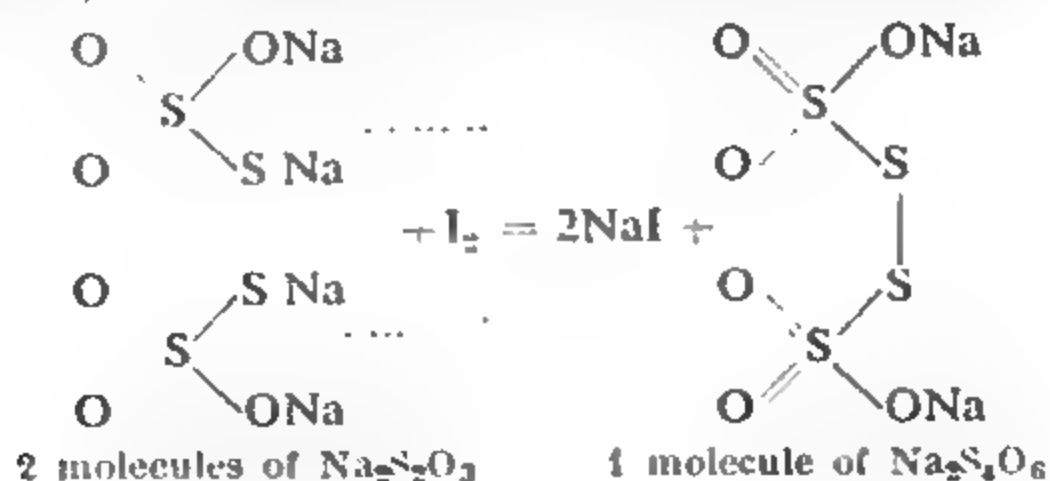 O ONa O ONa
S S
O S Na O S
+ I₂ = 2NaI +
O S Na O S
S S
O ONa O ONa
2 molecules of Na₂S₂O₃ 1 molecule of Na₂S₄O₆